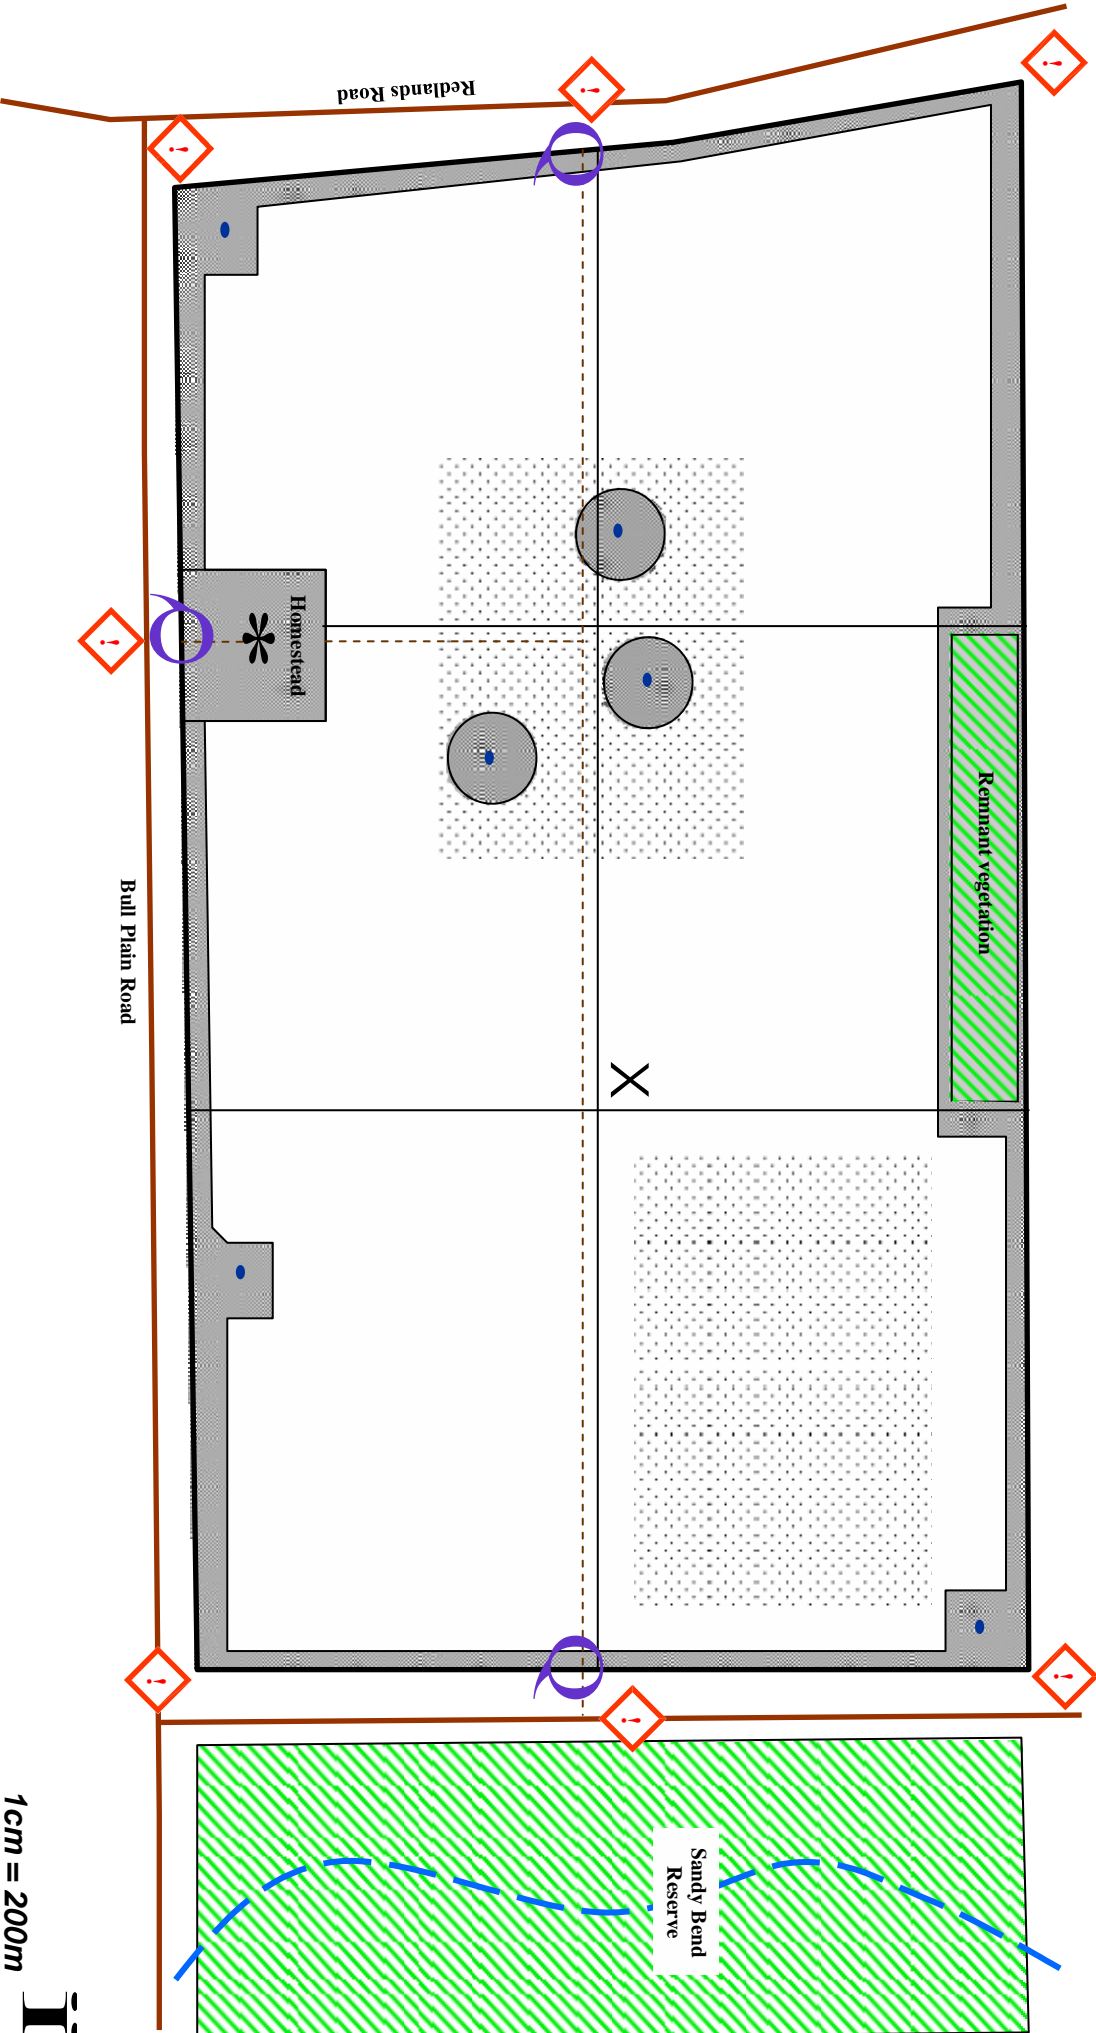 Redlands Road
!
!
!
Homestead
!
Remnant vegetation
Bull Plain Road
X
!
!
!
Sandy Bend
Reserve
1cm = 200m